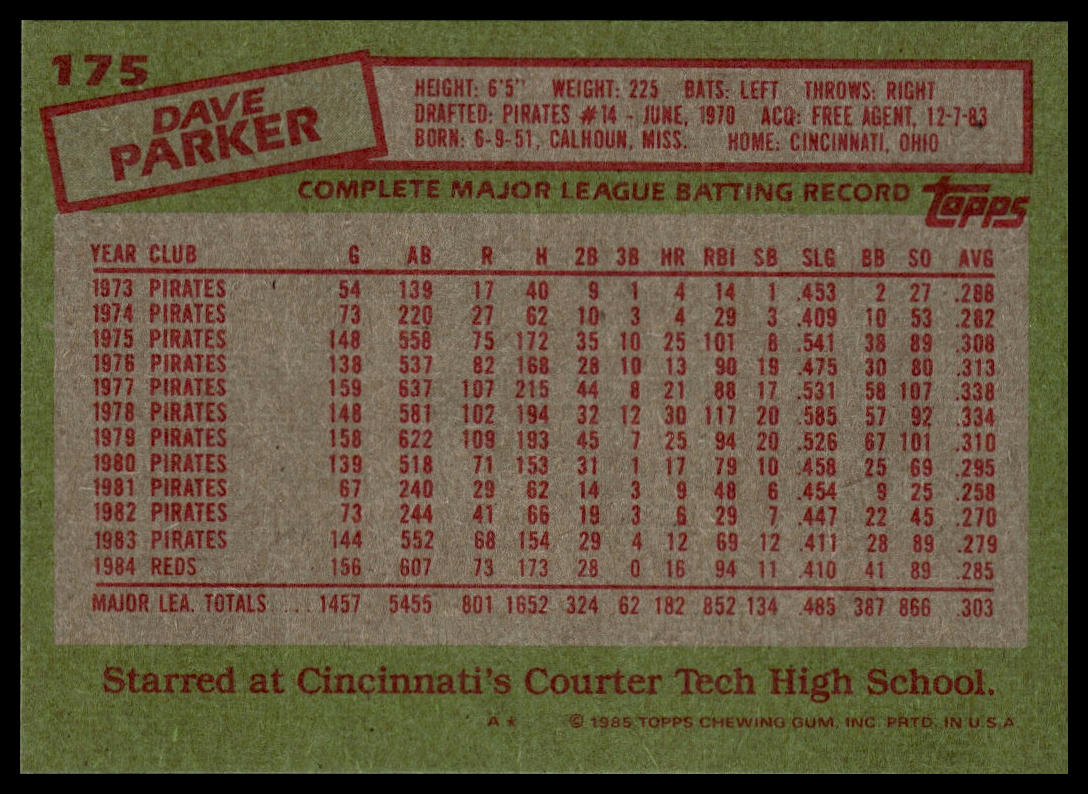 175
DAVE
PARKER
HEIGHT: 6'5" WEIGHT: 225 BATS: LEFT THROWS: RIGHT
DRAFTED: PIRATES #14 - JUNE, 1970 ACQ: FREE AGENT, 12-7-83
BORN: 6-9-51, CALHOUN, MISS. HOME: CINCINNATI, OHIO
COMPLETE MAJOR LEAGUE BATTING RECORD
Topps
YEAR CLUB G AB R H 2B 3B HR RBI SB SLG BB SO AVG
1973 PIRATES 54 139 17 40 9 1 4 14 1 .453 2 27 .288
1974 PIRATES 73 220 27 62 10 3 4 29 3 .409 10 53 .282
1975 PIRATES 148 558 75 172 35 10 25 101 8 .541 38 89 .308
1976 PIRATES 138 537 82 168 28 10 13 90 19 .475 30 80 .313
1977 PIRATES 159 637 107 215 44 8 21 88 17 .531 58 107 .338
1978 PIRATES 148 581 102 194 32 12 30 117 20 .585 57 92 .334
1979 PIRATES 158 622 109 193 45 7 25 94 20 .526 67 101 .310
1980 PIRATES 139 518 71 153 31 1 17 79 10 .458 25 69 .295
1981 PIRATES 67 240 29 62 14 3 9 48 6 .454 9 25 .258
1982 PIRATES 73 244 41 66 19 3 6 29 7 .447 22 45 .270
1983 PIRATES 144 552 68 154 29 4 12 69 12 .411 28 89 .279
1984 REDS 156 607 73 173 28 0 16 94 11 .410 41 89 .285
MAJOR LEA. TOTALS .... 1457 5455 801 1652 324 62 182 852 134 .485 387 866 .303
Starred at Cincinnati's Courter Tech High School.
A* © 1985 TOPPS CHEWING GUM, INC. PRTD. IN U.S.A